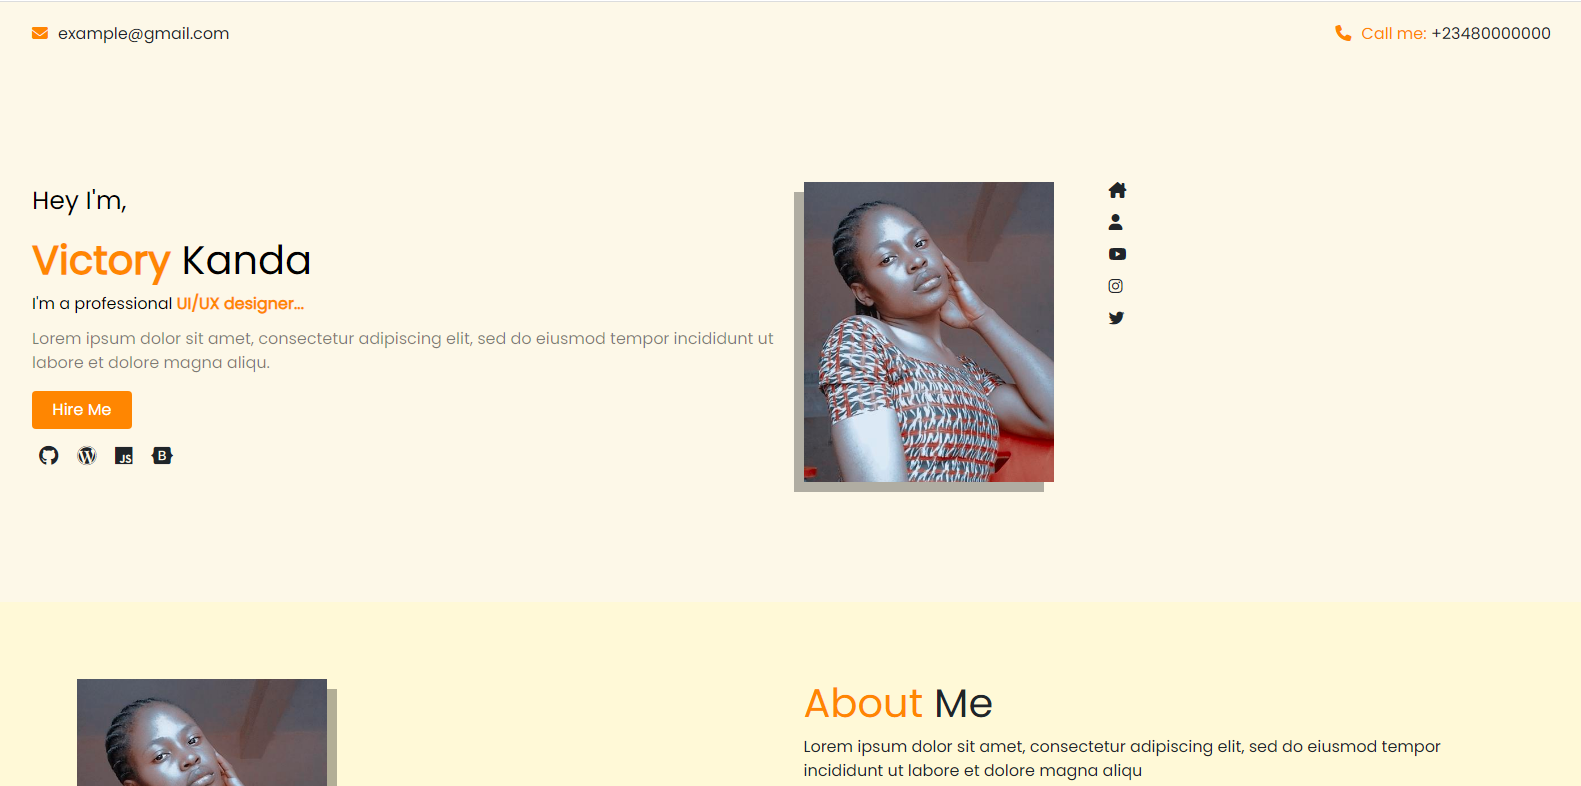 example@gmail.com
Call me: +23480000000
Hey I'm,
Victory Kanda
I'm a professional UI/UX designer...
Lorem ipsum dolor sit amet, consectetur adipiscing elit, sed do eiusmod tempor incididunt ut
labore et dolore magna aliqu.
Hire Me
JS
B
About Me
Lorem ipsum dolor sit amet, consectetur adipiscing elit, sed do eiusmod tempor
incididunt ut labore et dolore magna aliqu